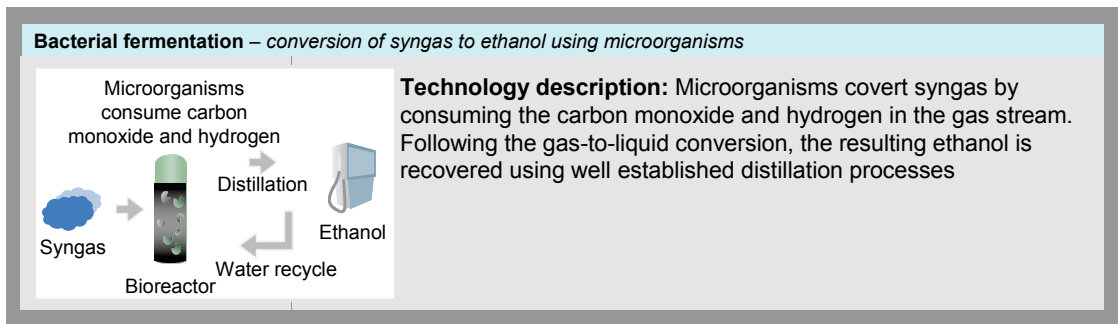 Bacterial fermentation – conversion of syngas to ethanol using microorganisms
Microorganisms
consume carbon
monoxide and hydrogen
Distillation
Syngas
Ethanol
Water recycle
Bioreactor
Technology description: Microorganisms covert syngas by
consuming the carbon monoxide and hydrogen in the gas stream.
Following the gas-to-liquid conversion, the resulting ethanol is
recovered using well established distillation processes